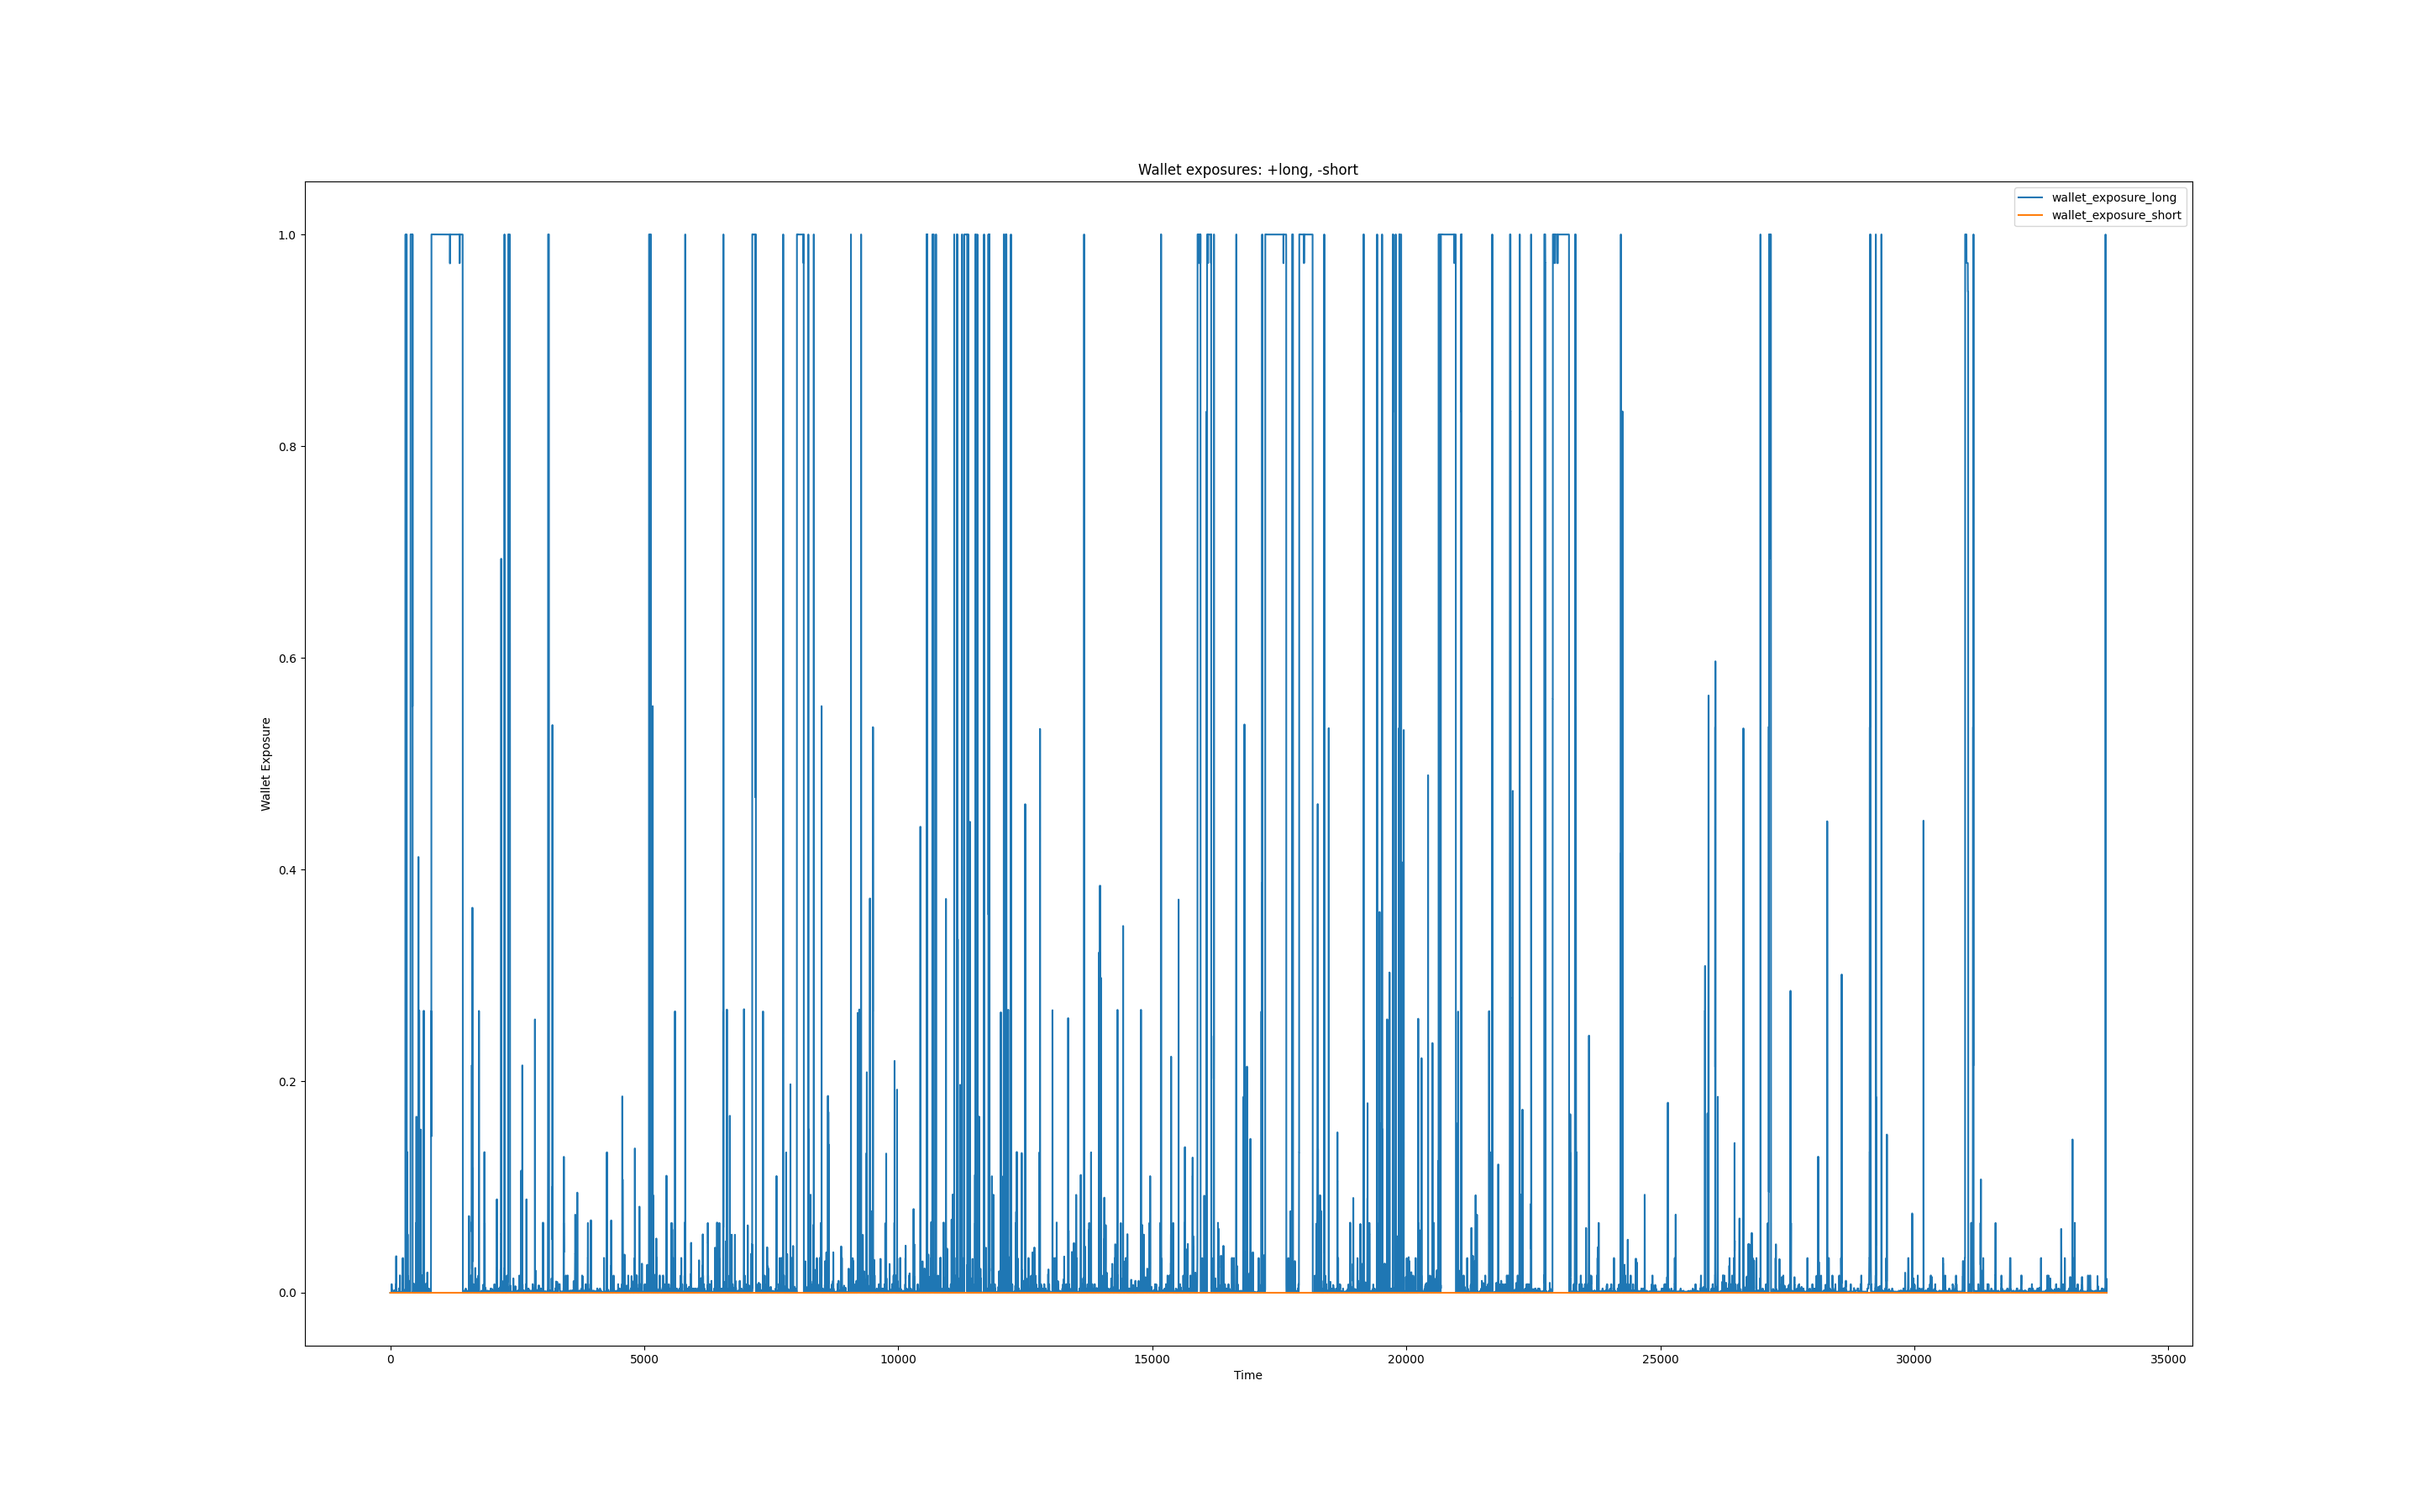 Wallet exposures: +long, -short
wallet_exposure_long
wallet_exposure_short
1.0
0.8
0.6
0.4
0.2
0.0
Wallet Exposure
0 5000 10000 15000 20000 25000 30000 35000
Time